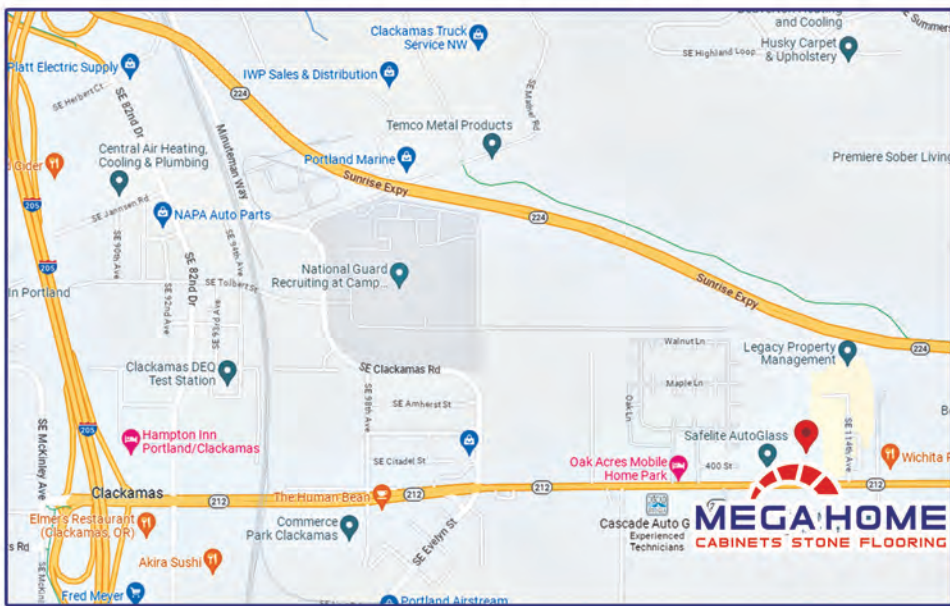 Clackamas Truck
Service NW
and Cooling
SE Highland Loop
Husky Carpet
& Upholstery
Platt Electric Supply
IWP Sales & Distribution
SE Herbert Ct
224
SE 82nd Dr
Temco Metal Products
Minuteman Way
Central Air Heating,
Cooling & Plumbing
Portland Marine
Premiere Sober Living
Cider
Sunrise Expy
205
SE Jannsen Rd
NAPA Auto Parts
224
SE 90th Ave
SE 94th Ave
205
National Guard
Recruiting at Camp...
SE 82nd Dr
SE Tolbert St
In Portland
Sunrise Expy
SE 92nd Ave
SE 93rd Ave
Walnut Ln
Legacy Property
Management
224
Clackamas DEQ
Test Station
SE Clackamas Rd
Maple Ln
SE 98th Ave
SE Amherst St
Oak Ln
SE McKinley Ave
205
Hampton Inn
Portland/Clackamas
Safelite AutoGlass
SE 114th Ave
SE Citadel St
Oak Acres Mobile
Home Park
400 St
Wichita
Clackamas
212
212
212
212
The Human Bean
Elmer's Restaurant
(Clackamas, OR)
Commerce
Park Clackamas
SE Evelyn St
Cascade Auto G
Experienced
Technicians
MEGA HOME
CABINETS STONE FLOORING
s Rd
Akira Sushi
Fred Meyer
Portland Airstream